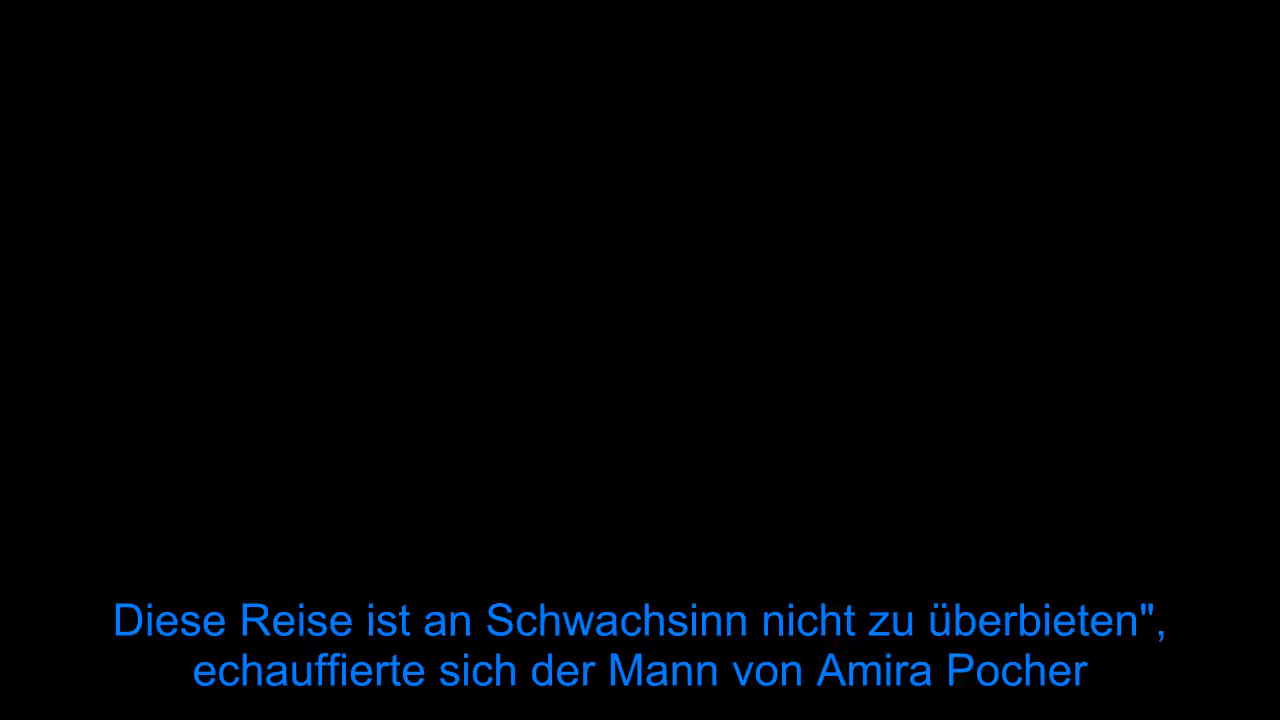 Diese Reise ist an Schwachsinn nicht zu überbieten",
echauffierte sich der Mann von Amira Pocher